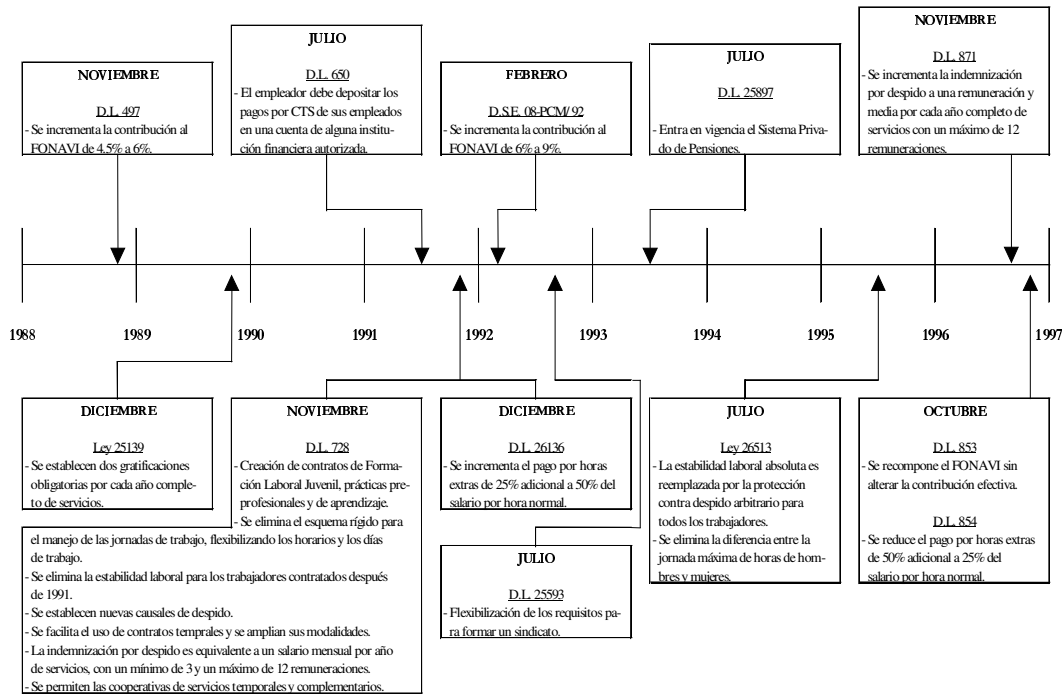 NOVIEMBRE
D.L. 497
- Se incrementa la contribución al
FONAVI de 4.5% a 6%.
JULIO
D.L. 650
- El empleador debe depositar los
pagos por CTS de sus empleados
en una cuenta de alguna institu-
ción financiera autorizada.
FEBRERO
D.S.E. 08-PCM/92
- Se incrementa la contribución al
FONAVI de 6% a 9%.
JULIO
D.L. 25897
- Entra en vigencia el Sistema Priva-
do de Pensiones.
NOVIEMBRE
D.L. 871
- Se incrementa la indemnización
por despido a una remuneración y
media por cada año completo de
servicios con un máximo de 12
remuneraciones.
1988 1989 1990 1991 1992 1993 1994 1995 1996 1997
DICIEMBRE
Ley 25139
- Se establecen dos gratificaciones
obligatorias por cada año comple-
to de servicios.
NOVIEMBRE
D.L. 728
- Creación de contratos de Forma-
ción Laboral Juvenil, prácticas pre-
profesionales y de aprendizaje.
- Se elimina el esquema rígido para
el manejo de las jornadas de trabajo, flexibilizando los horarios y los días
de trabajo.
- Se elimina la estabilidad laboral para los trabajadores contratados después
de 1991.
- Se establecen nuevas causales de despido.
- Se facilita el uso de contratos temprales y se amplian sus modalidades.
- La indemnización por despido es equivalente a un salario mensual por año
de servicios, con un mínimo de 3 y un máximo de 12 remuneraciones.
- Se permiten las cooperativas de servicios temporales y complementarios.
DICIEMBRE
D.L. 26136
- Se incrementa el pago por horas
extras de 25% adicional a 50% del
salario por hora normal.
JULIO
D.L. 25593
- Flexibilización de los requisitos pa-
ra formar un sindicato.
JULIO
Ley 26513
- La estabilidad laboral absoluta es
reemplazada por la protección
contra despido arbitrario para
todos los trabajadores.
- Se elimina la diferencia entre la
jornada máxima de horas de hom-
bres y mujeres.
OCTUBRE
D.L. 853
- Se recompone el FONAVI sin
alterar la contribución efectiva.
D.L. 854
- Se reduce el pago por horas extras
de 50% adicional a 25% del
salario por hora normal.